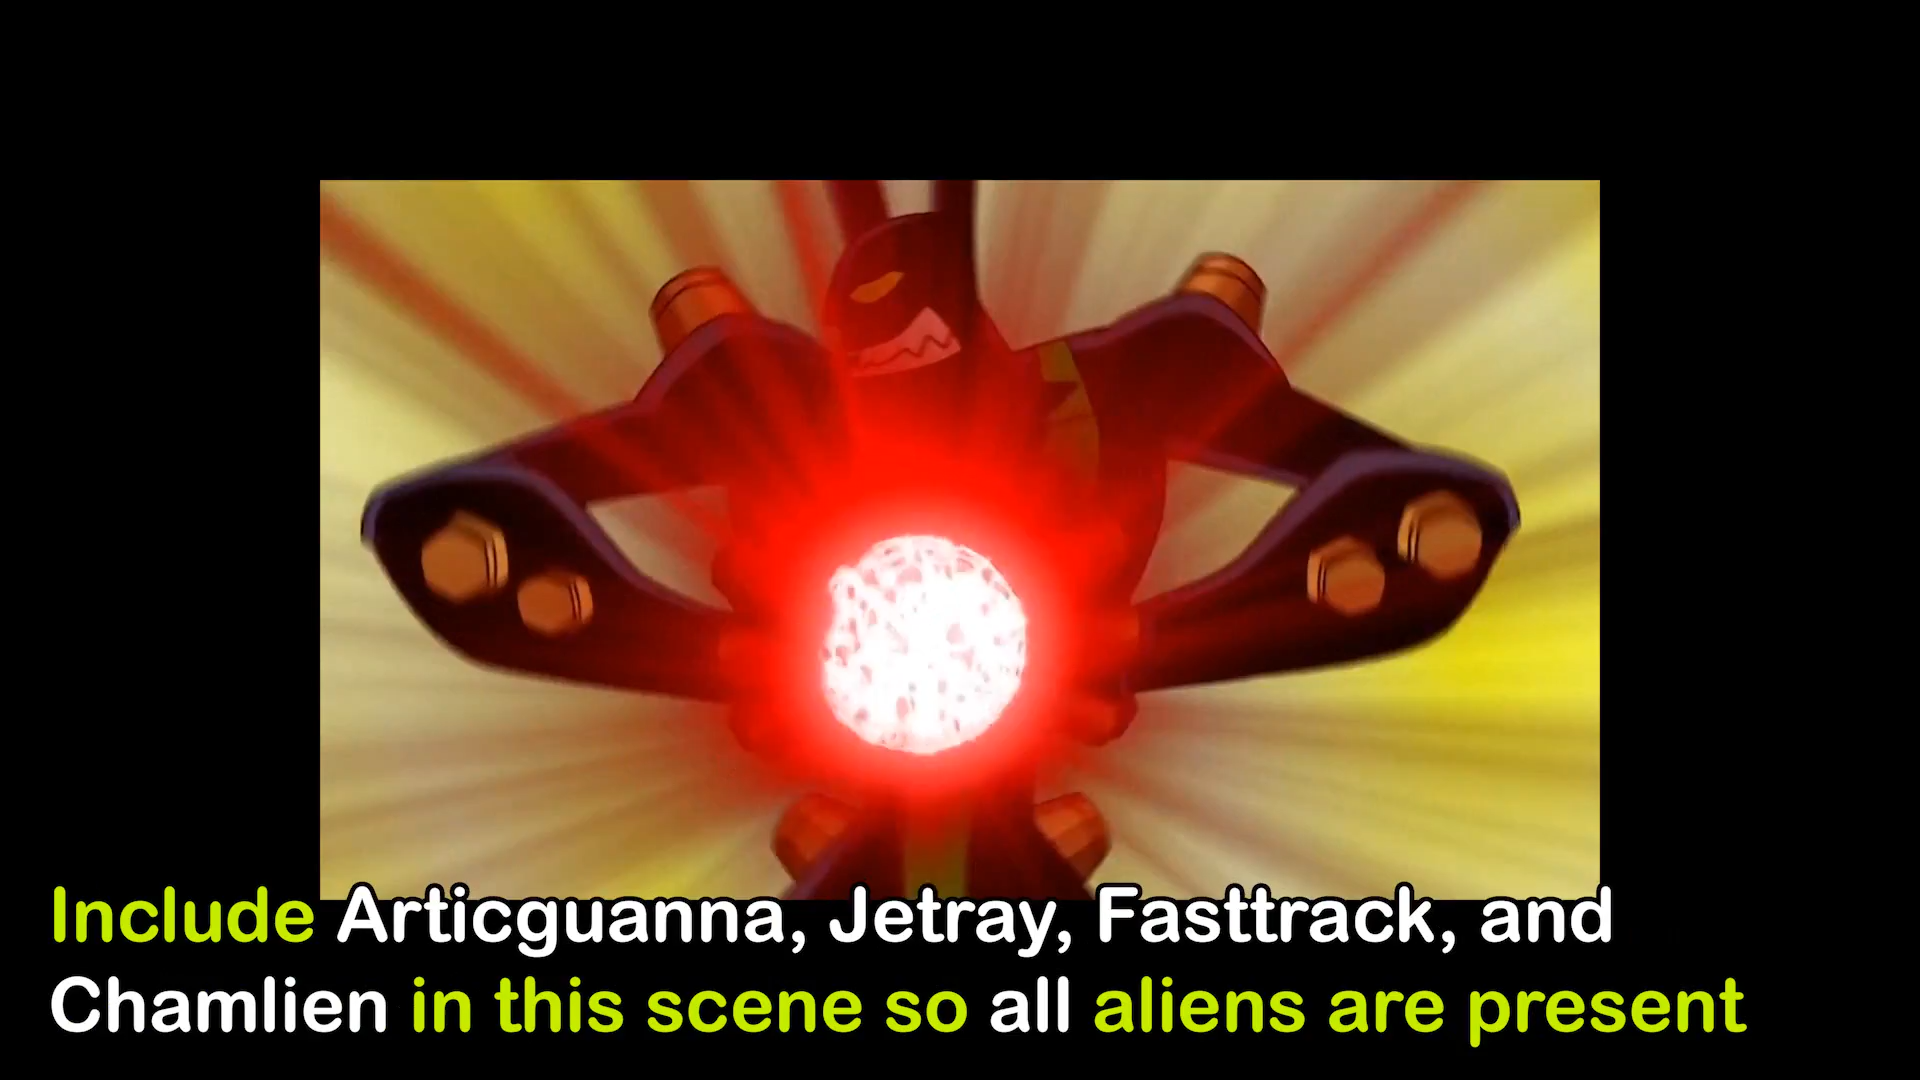 Include Articguanna, Jetray, Fasttrack, and
Chamlien in this scene so all aliens are present